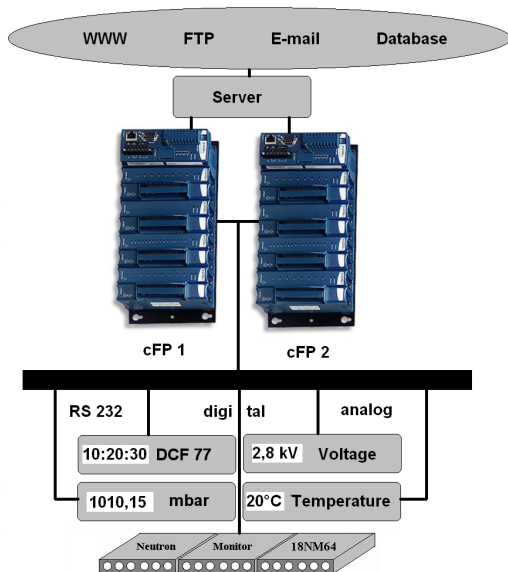 WWW FTP E-mail Database
Server
cFP 1 cFP 2
RS 232 digi tal analog
10:20:30 DCF 77 2,8 kV Voltage
1010,15 mbar 20°C Temperature
Neutron Monitor 18NM64